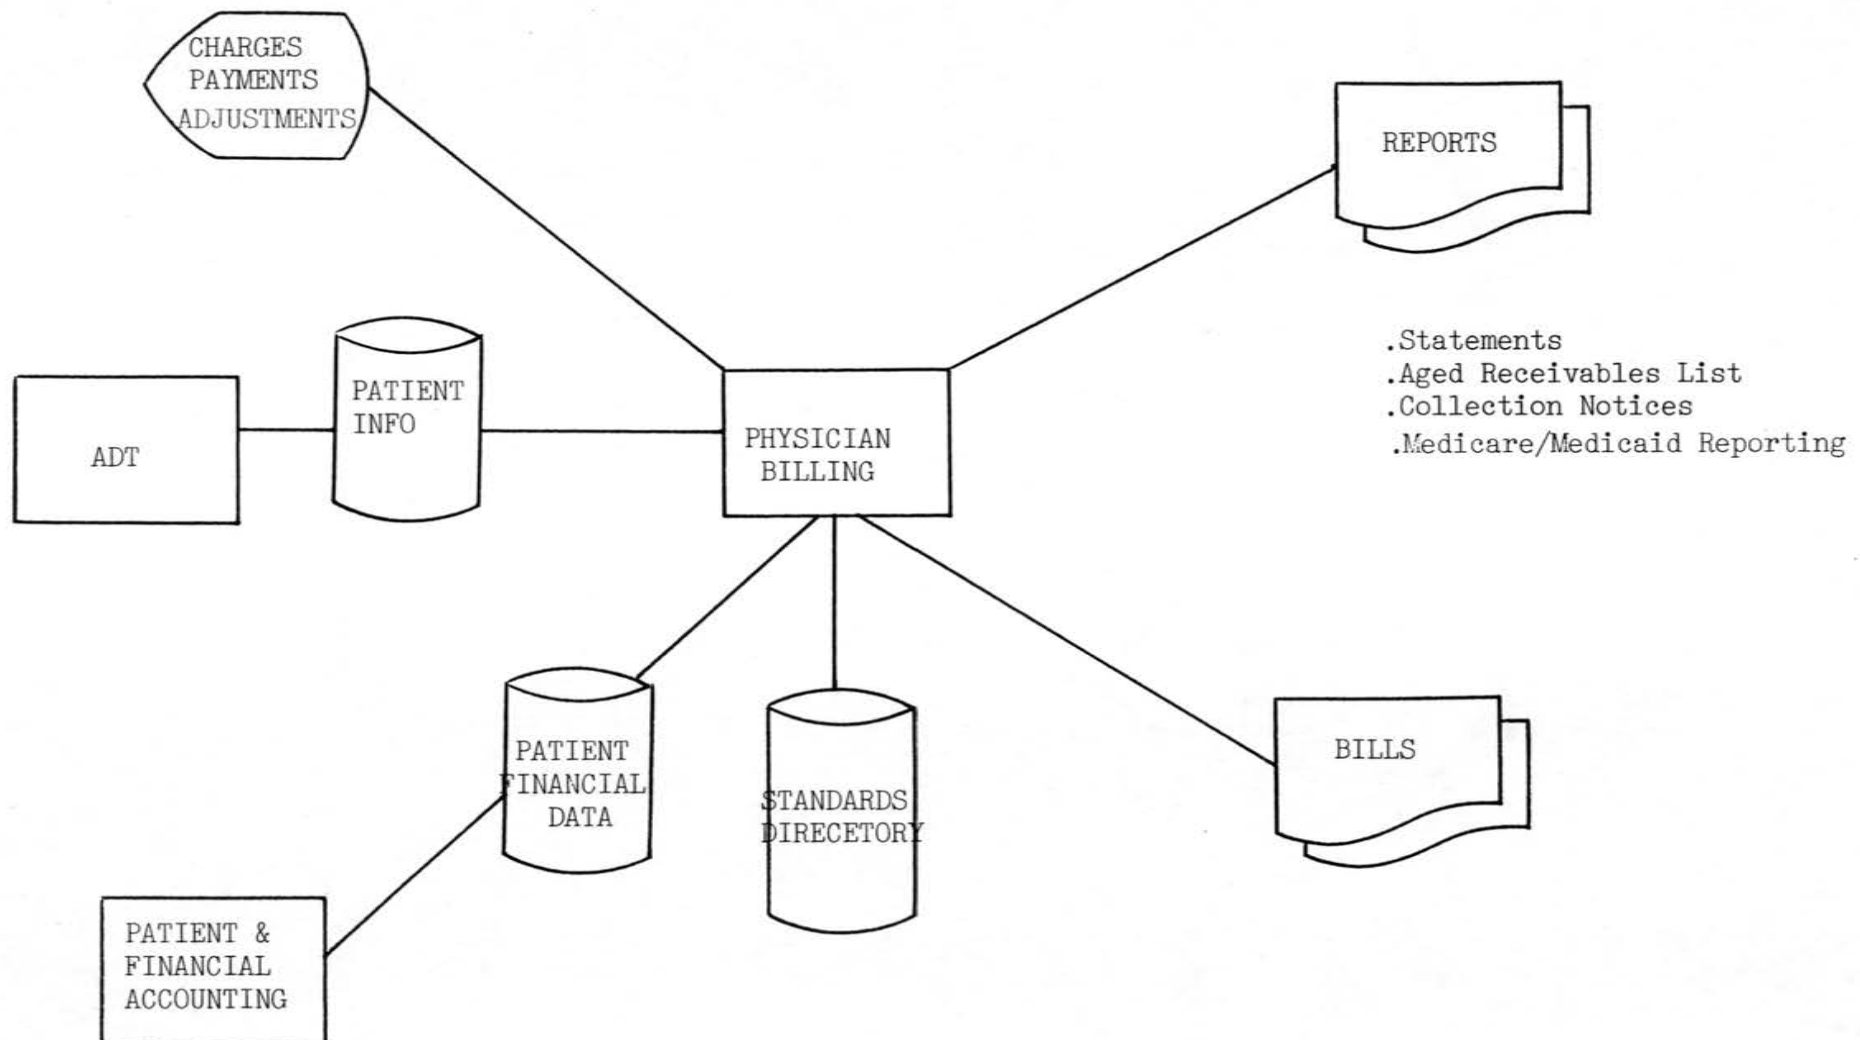 CHARGES
PAYMENTS
ADJUSTMENTS
REPORTS
.Statements
.Aged Receivables List
.Collection Notices
.Medicare/Medicaid Reporting
PATIENT
INFO
ADT
PHYSICIAN
BILLING
PATIENT
FINANCIAL
DATA
STANDARDS
DIRECETORY
BILLS
PATIENT &
FINANCIAL
ACCOUNTING